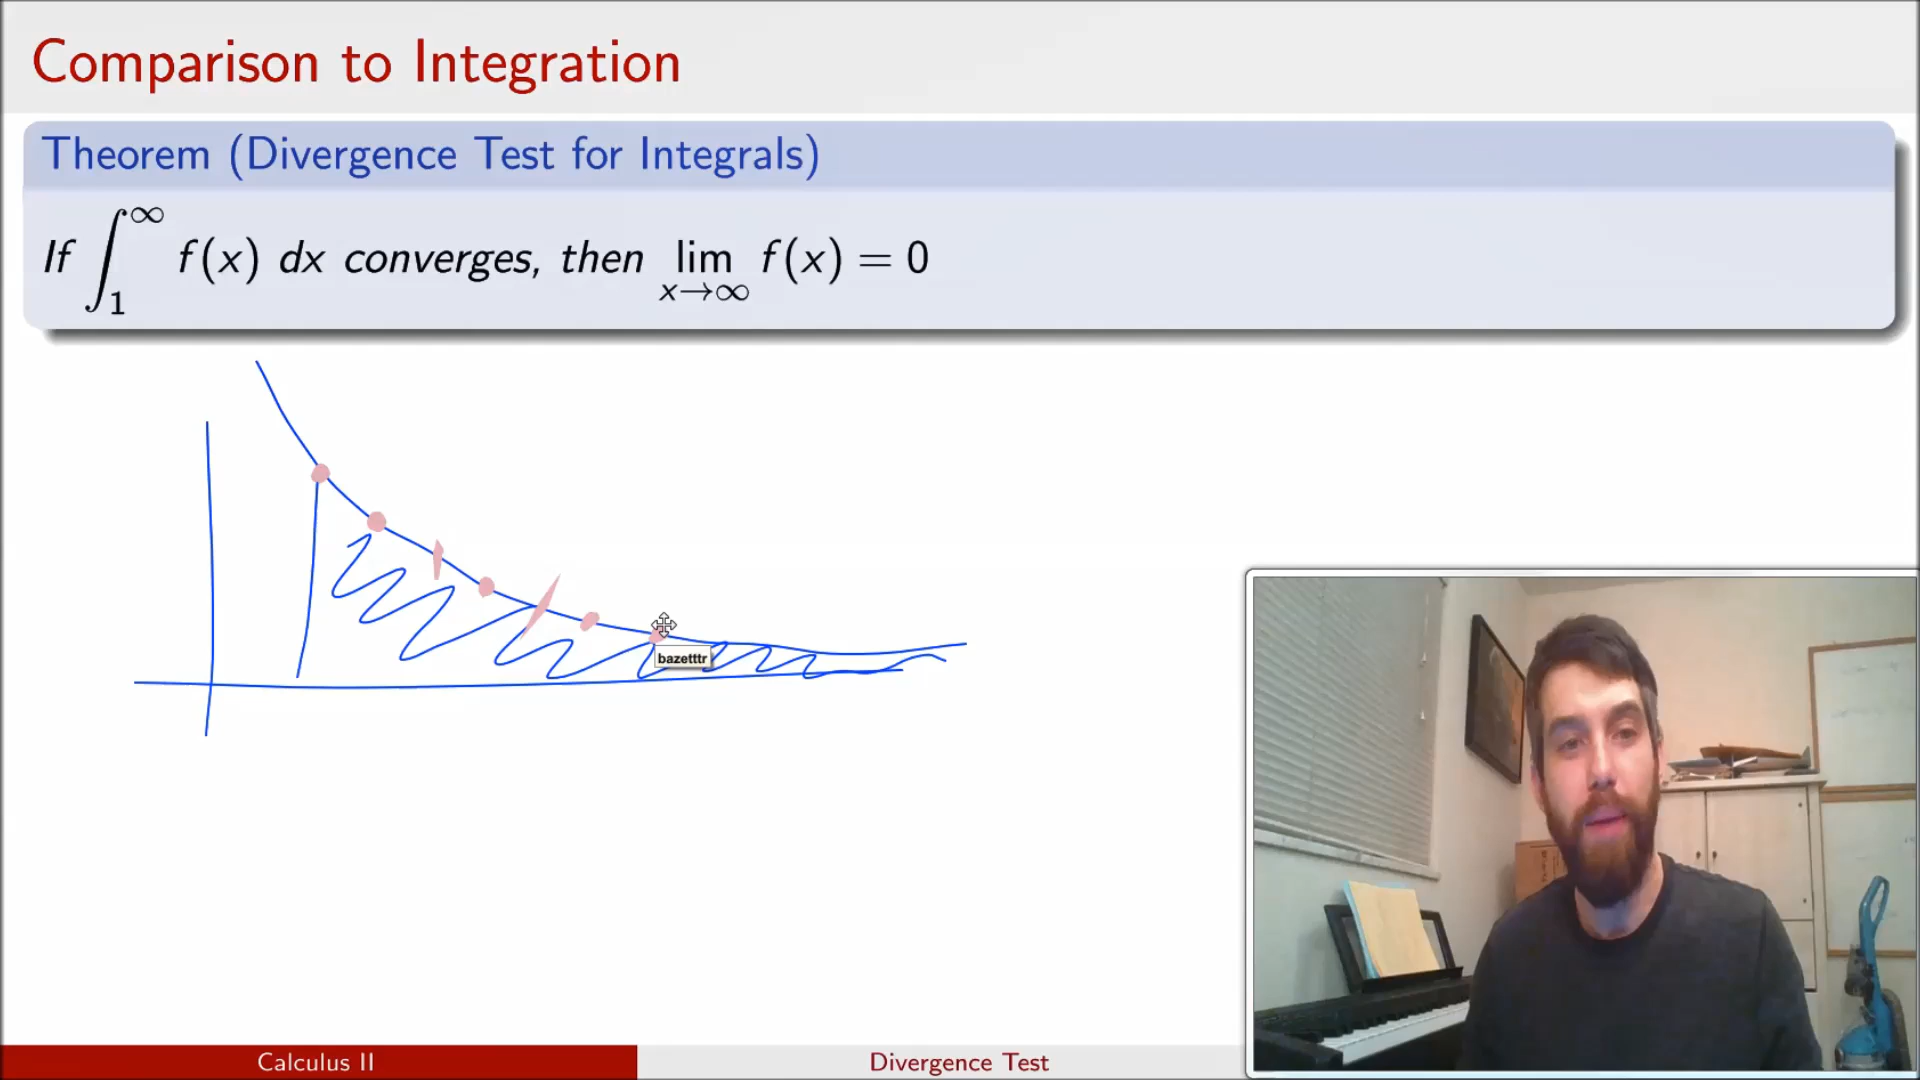 Comparison to Integration
Theorem (Divergence Test for Integrals)
If ∫₁^∞ f(x) dx converges, then lim_{x→∞} f(x) = 0
bazetttr
Calculus II
Divergence Test